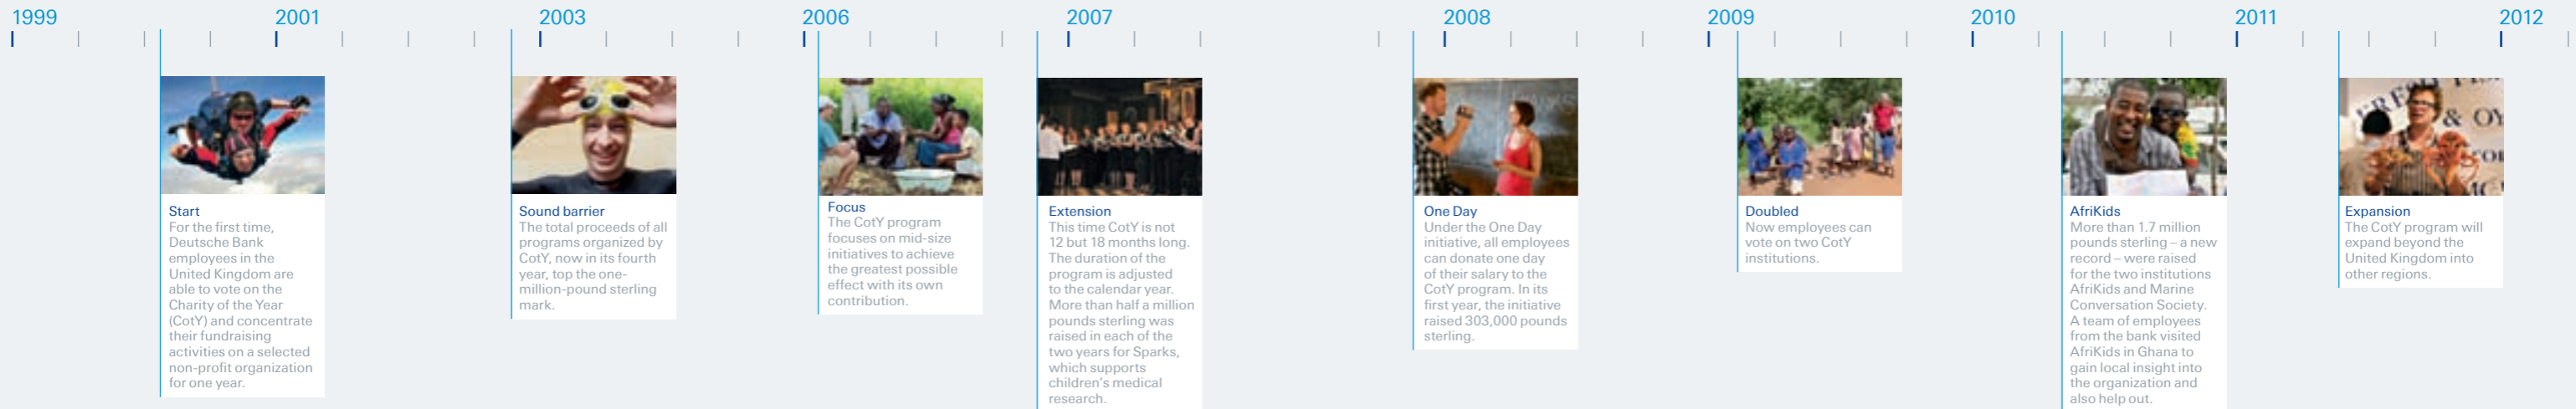 1999
2001
2003
2006
2007
2008
2009
2010
2011
2012
Start
For the first time,
Deutsche Bank
employees in the
United Kingdom are
able to vote on the
Charity of the Year
(CotY) and concentrate
their fundraising
activities on a selected
non-profit organization
for one year.
Sound barrier
The total proceeds of all
programs organized by
CotY, now in its fourth
year, top the one-
million-pound sterling
mark.
Focus
The CotY program
focuses on mid-size
initiatives to achieve
the greatest possible
effect with its own
contribution.
Extension
This time CotY is not
12 but 18 months long.
The duration of the
program is adjusted
to the calendar year.
More than half a million
pounds sterling was
raised in each of the
two years for Sparks,
which supports
children's medical
research.
One Day
Under the One Day
initiative, all employees
can donate one day
of their salary to the
CotY program. In its
first year, the initiative
raised 303,000 pounds
sterling.
Doubled
Now employees can
vote on two CotY
institutions.
AfriKids
More than 1.7 million
pounds sterling – a new
record – were raised
for the two institutions
AfriKids and Marine
Conversation Society.
A team of employees
from the bank visited
AfriKids in Ghana to
gain local insight into
the organization and
also help out.
& OY
Expansion
The CotY program will
expand beyond the
United Kingdom into
other regions.